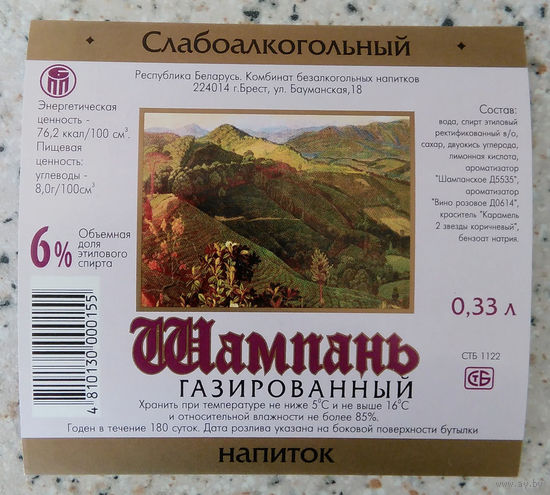 Слабоалкогольный
Республика Беларусь. Комбинат безалкогольных напитков
224014 г.Брест, ул. Бауманская,18
Энергетическая
ценность -
76,2 ккал/100 см³.
Пищевая
ценность:
углеводы -
8,0г/100см³
6%
Объемная
доля
этилового
спирта
Состав:
вода, спирт этиловый
ректификованный в/о,
сахар, двуокись углерода,
лимонная кислота,
ароматизатор
"Шампанское Д5535",
ароматизатор
"Вино розовое Д0614",
краситель "Карамель
2 звезды коричневый",
бензоат натрия.
0,33 л
СТБ 1122
СТБ
4 810130 000155
Шампань
ГАЗИРОВАННЫЙ
Хранить при температуре не ниже 5°С и не выше 16°С
и относительной влажности не более 85%.
Годен в течение 180 суток. Дата розлива указана на боковой поверхности бутылки
напиток
www.ay.by